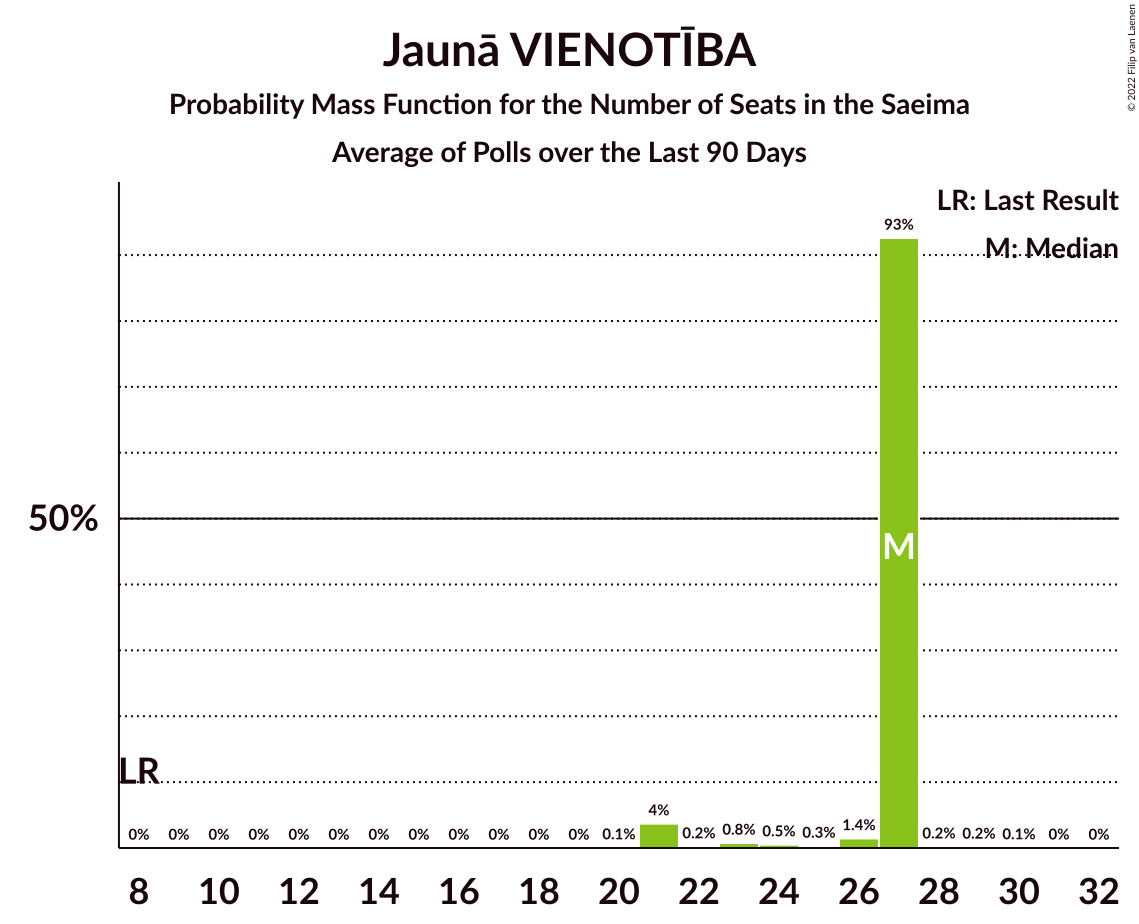 Jaunā VIENOTĪBA
Probability Mass Function for the Number of Seats in the Saeima
Average of Polls over the Last 90 Days
© 2022 Filip van Laenen
LR: Last Result
M: Median
93%
50%
M
LR
0% 0% 0% 0% 0% 0% 0% 0% 0% 0% 0% 0% 0.1% 4% 0.2% 0.8% 0.5% 0.3% 1.4% 0.2% 0.2% 0.1% 0% 0%
8 10 12 14 16 18 20 22 24 26 28 30 32